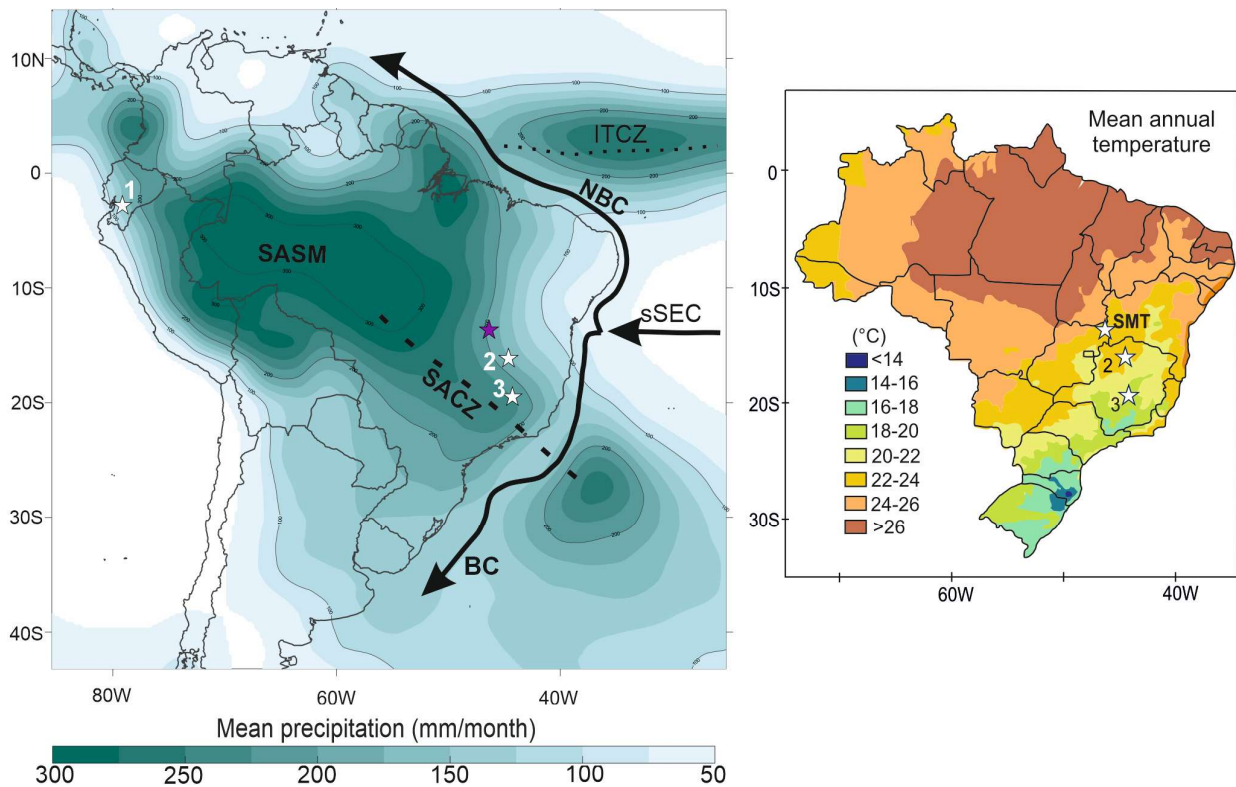 10N
0
10S
20S
30S
40S
80W
60W
40W
ITCZ
NBC
1
SASM
sSEC
2
SACZ
3
BC
Mean precipitation (mm/month)
300
250
200
150
100
50
Mean annual
temperature
0
10S
20S
30S
SMT
2
3
(°C)
<14
14-16
16-18
18-20
20-22
22-24
24-26
>26
60W
40W